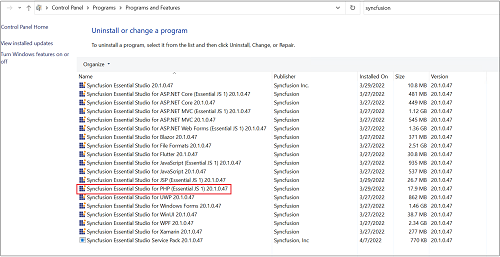 Control Panel > Programs > Programs and Features
syncfusion
Control Panel Home
View installed updates
Turn Windows features on or off
Uninstall or change a program
To uninstall a program, select it from the list and then click Uninstall, Change, or Repair.
Organize
Name Publisher Installed On Size Version
Syncfusion Essential Studio 20.1.0.47 Syncfusion Inc. 3/29/2022 10.8 MB 20.1.0.47
Syncfusion Essential Studio for ASP.NET Core (Essential JS 1) 20.1.0.47 Syncfusion 3/27/2022 481 MB 20.1.0.47
Syncfusion Essential Studio for ASP.NET Core 20.1.0.47 Syncfusion 3/27/2022 449 MB 20.1.0.47
Syncfusion Essential Studio for ASP.NET MVC (Essential JS 1) 20.1.0.47 Syncfusion 3/27/2022 1.12 GB 20.1.0.47
Syncfusion Essential Studio for ASP.NET MVC 20.1.0.47 Syncfusion 3/27/2022 545 MB 20.1.0.47
Syncfusion Essential Studio for ASP.NET Web Forms (Essential JS 1) 20.1.0.47 Syncfusion 3/27/2022 1.36 GB 20.1.0.47
Syncfusion Essential Studio for Blazor 20.1.0.47 Syncfusion 3/27/2022 371 MB 20.1.0.47
Syncfusion Essential Studio for File Formats 20.1.0.47 Syncfusion 3/27/2022 2.51 GB 20.1.0.47
Syncfusion Essential Studio for Flutter 20.1.0.47 Syncfusion 3/27/2022 30.8 MB 20.1.0.47
Syncfusion Essential Studio for JavaScript (Essential JS 1) 20.1.0.47 Syncfusion 3/27/2022 935 MB 20.1.0.47
Syncfusion Essential Studio for JavaScript 20.1.0.47 Syncfusion 3/27/2022 537 MB 20.1.0.47
Syncfusion Essential Studio for JSP (Essential JS 1) 20.1.0.47 Syncfusion 3/29/2022 26.7 MB 20.1.0.47
Syncfusion Essential Studio for PHP (Essential JS 1) 20.1.0.47 Syncfusion 3/29/2022 17.9 MB 20.1.0.47
Syncfusion Essential Studio for UWP 20.1.0.47 Syncfusion 3/27/2022 862 MB 20.1.0.47
Syncfusion Essential Studio for Windows Forms 20.1.0.47 Syncfusion 3/27/2022 1.46 GB 20.1.0.47
Syncfusion Essential Studio for WinUI 20.1.0.47 Syncfusion 3/27/2022 38.7 MB 20.1.0.47
Syncfusion Essential Studio for WPF 20.1.0.47 Syncfusion 3/27/2022 2.34 GB 20.1.0.47
Syncfusion Essential Studio for Xamarin 20.1.0.47 Syncfusion 3/27/2022 277 MB 20.1.0.47
Syncfusion Essential Studio Service Pack 20.1.0.47 Syncfusion, Inc 4/7/2022 770 KB 20.1.0.47